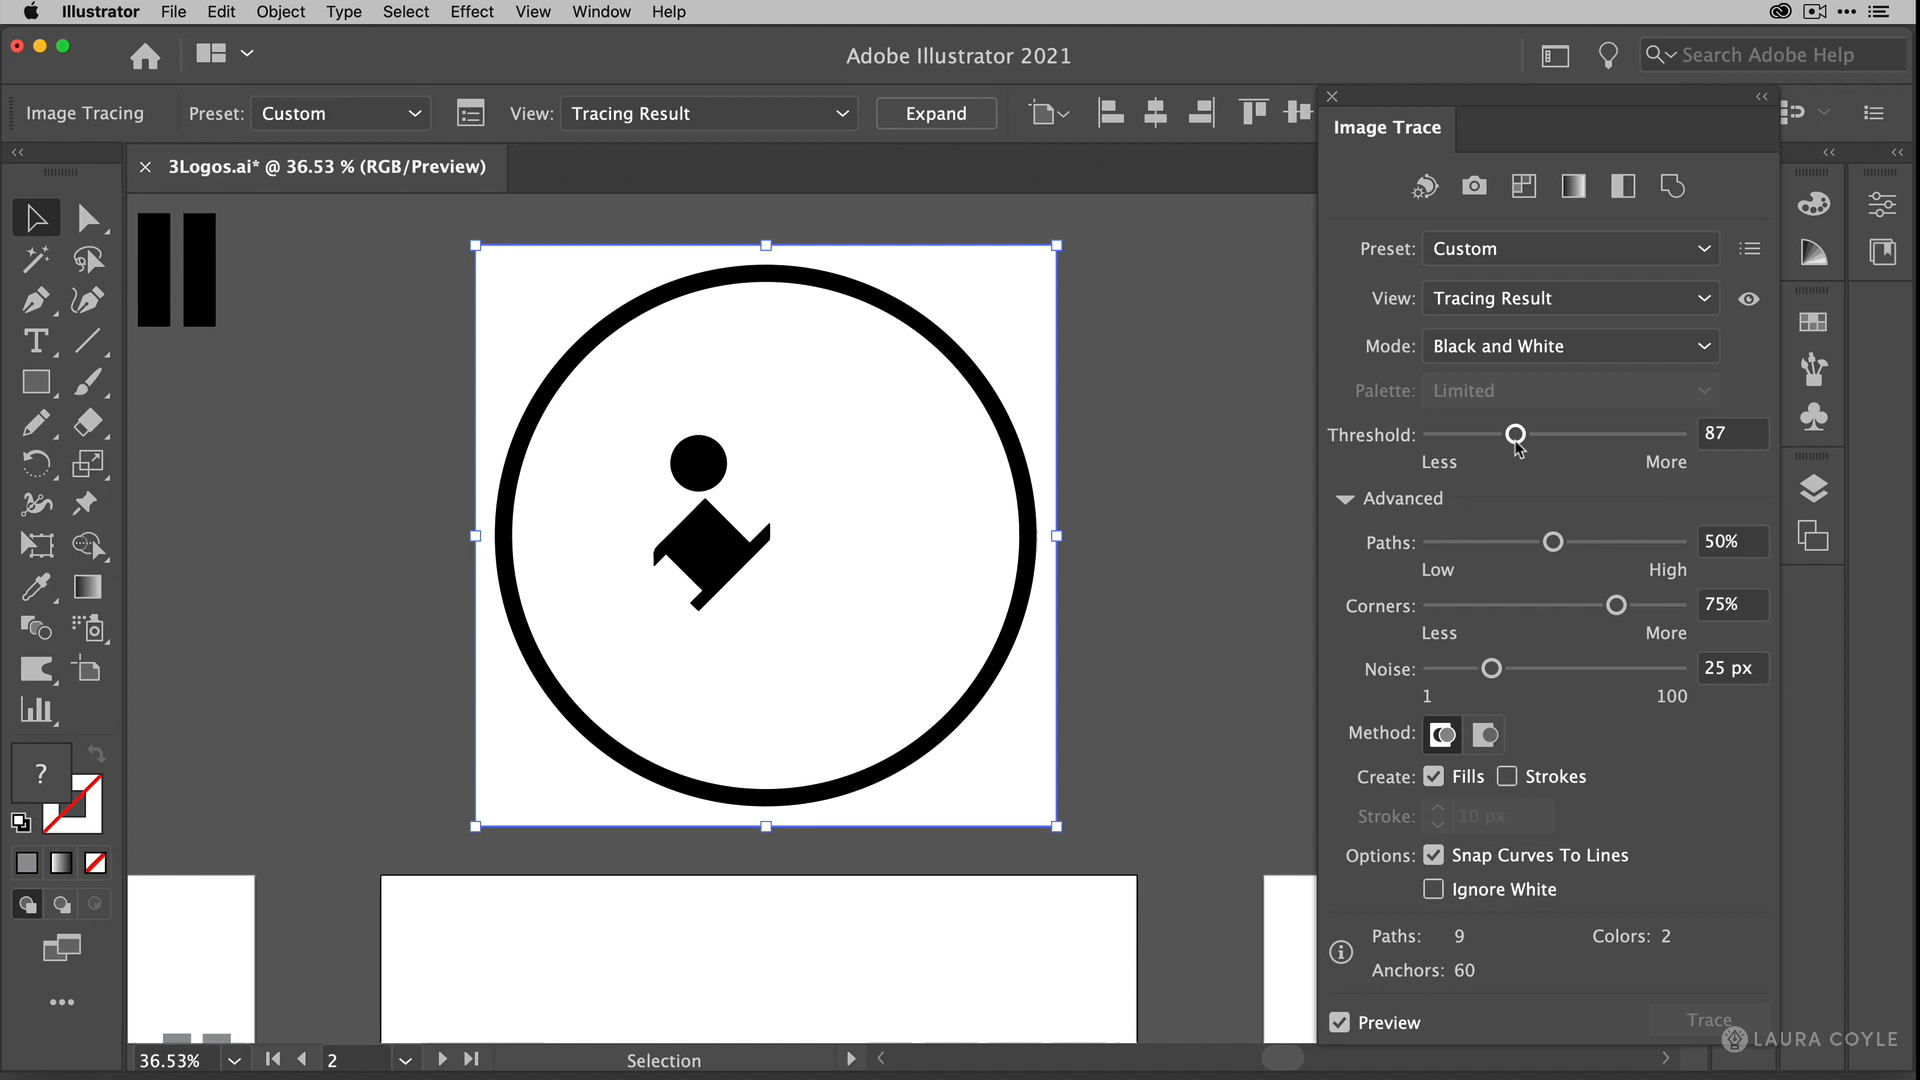 Illustrator File Edit Object Type Select Effect View Window Help
Adobe Illustrator 2021
Search Adobe Help
Image Tracing Preset: Custom View: Tracing Result Expand
3Logos.ai* @ 36.53 % (RGB/Preview)
Image Trace
Preset: Custom
View: Tracing Result
Mode: Black and White
Palette: Limited
Threshold: 87
Less More
Advanced
Paths: 50%
Low High
Corners: 75%
Less More
Noise: 25 px
1 100
Method:
Create: Fills Strokes
Stroke: 10 px
Options: Snap Curves To Lines
Ignore White
Paths: 9 Colors: 2
Anchors: 60
Preview Trace
LAURA COYLE
?
36.53% 2 Selection